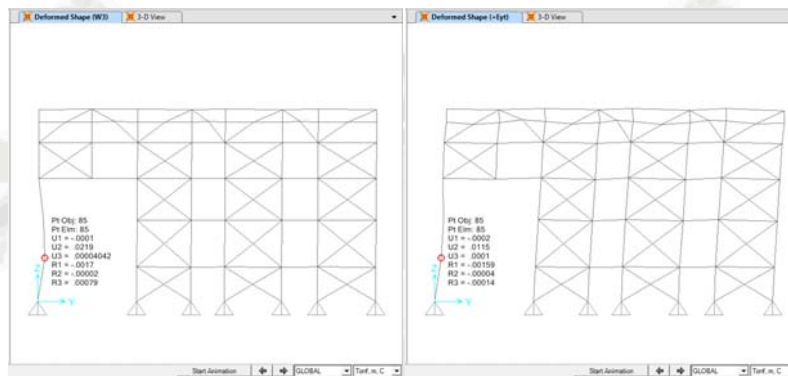 Deformed Shape (W3)
3-D View
Pt Obj: 85
Pt Elm: 85
U1 = -.0001
U2 = .0219
U3 = .00004042
R1 = -.0017
R2 = -.00002
R3 = .00079
Z
Y
Start Animation
GLOBAL
Tonf, m, C
Deformed Shape (+Eyt)
3-D View
Pt Obj: 85
Pt Elm: 85
U1 = -.0002
U2 = .0115
U3 = .0001
R1 = -.00159
R2 = -.00004
R3 = -.00014
Z
Y
Start Animation
GLOBAL
Tonf, m, C